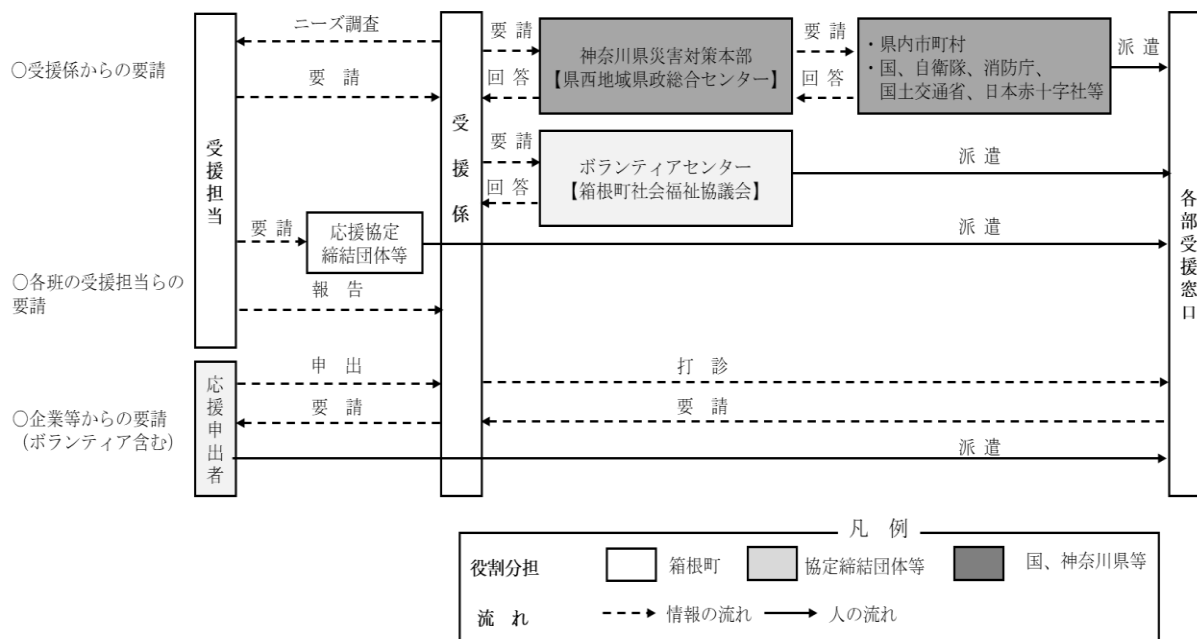 ○受援係からの要請
受援担当
ニーズ調査
要請
受援係
要請
回答
神奈川県災害対策本部
【県西地域県政総合センター】
要請
回答
・県内市町村
・国、自衛隊、消防庁、
国土交通省、日本赤十字社等
派遣
要請
回答
ボランティアセンター
【箱根町社会福祉協議会】
派遣
各部受援窓口
○各班の受援担当らの
要請
要請
応援協定
締結団体等
派遣
報告
○企業等からの要請
（ボランティア含む）
応援申出者
申出
打診
要請
要請
派遣
凡例
役割分担
箱根町
協定締結団体等
国、神奈川県等
流れ
情報の流れ
人の流れ